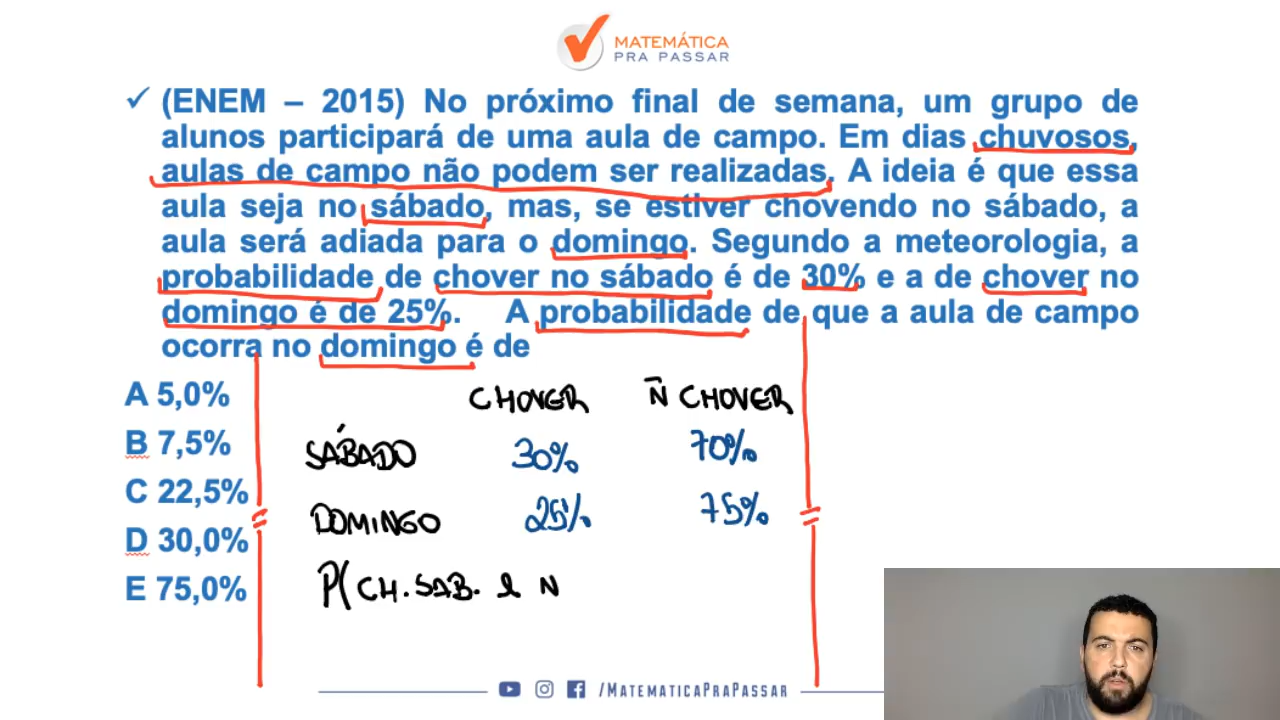 MATEMÁTICA
PRA PASSAR
✓ (ENEM – 2015) No próximo final de semana, um grupo de
alunos participará de uma aula de campo. Em dias chuvosos,
aulas de campo não podem ser realizadas. A ideia é que essa
aula seja no sábado, mas, se estiver chovendo no sábado, a
aula será adiada para o domingo. Segundo a meteorologia, a
probabilidade de chover no sábado é de 30% e a de chover no
domingo é de 25%. A probabilidade de que a aula de campo
ocorra no domingo é de
A 5,0%
B 7,5%
C 22,5%
D 30,0%
E 75,0%
CHOVER N̄ CHOVER
SÁBADO 30% 70%
DOMINGO 25% 75%
P( CH. SAB. e N
/MATEMATICAPRAPASSAR